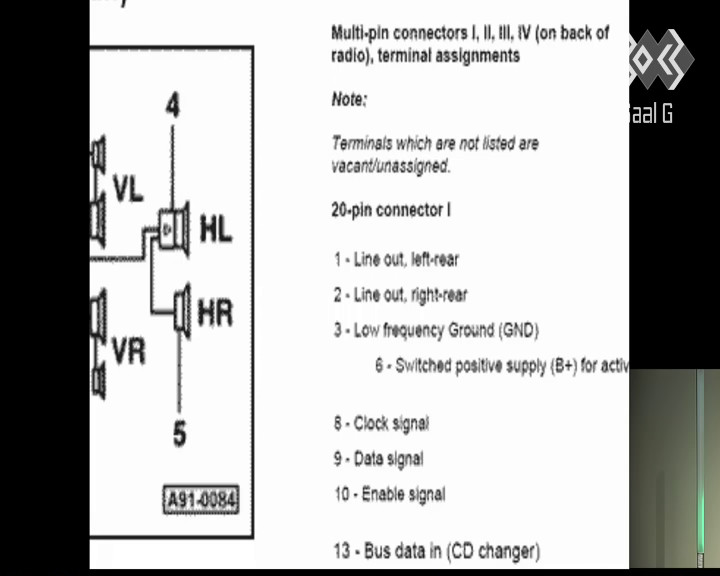 Multi-pin connectors I, II, III, IV (on back of
radio), terminal assignments
Note:
Terminals which are not listed are
vacant/unassigned.
20-pin connector I
1 - Line out, left-rear
2 - Line out, right-rear
3 - Low frequency Ground (GND)
6 - Switched positive supply (B+) for activ
8 - Clock signal
9 - Data signal
10 - Enable signal
13 - Bus data in (CD changer)
4
VL
HL
HR
VR
5
A91-0084
Saal G